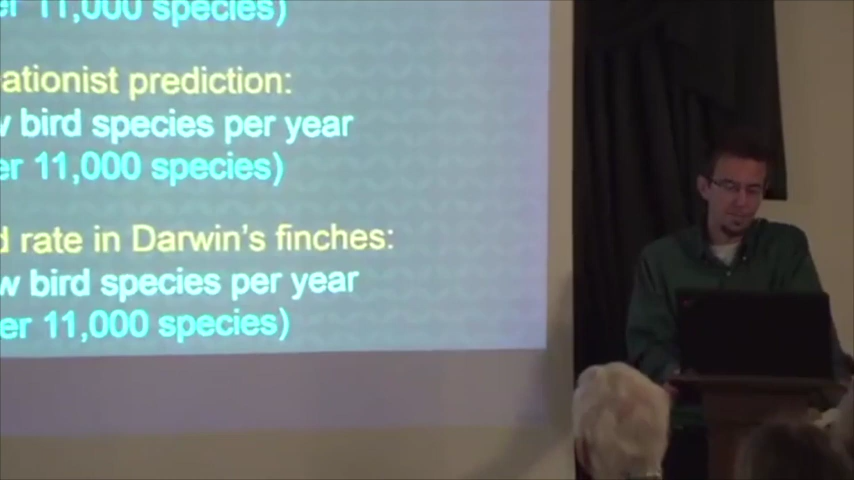 er 11,000 species)
ationist prediction:
w bird species per year
er 11,000 species)
d rate in Darwin's finches:
w bird species per year
er 11,000 species)